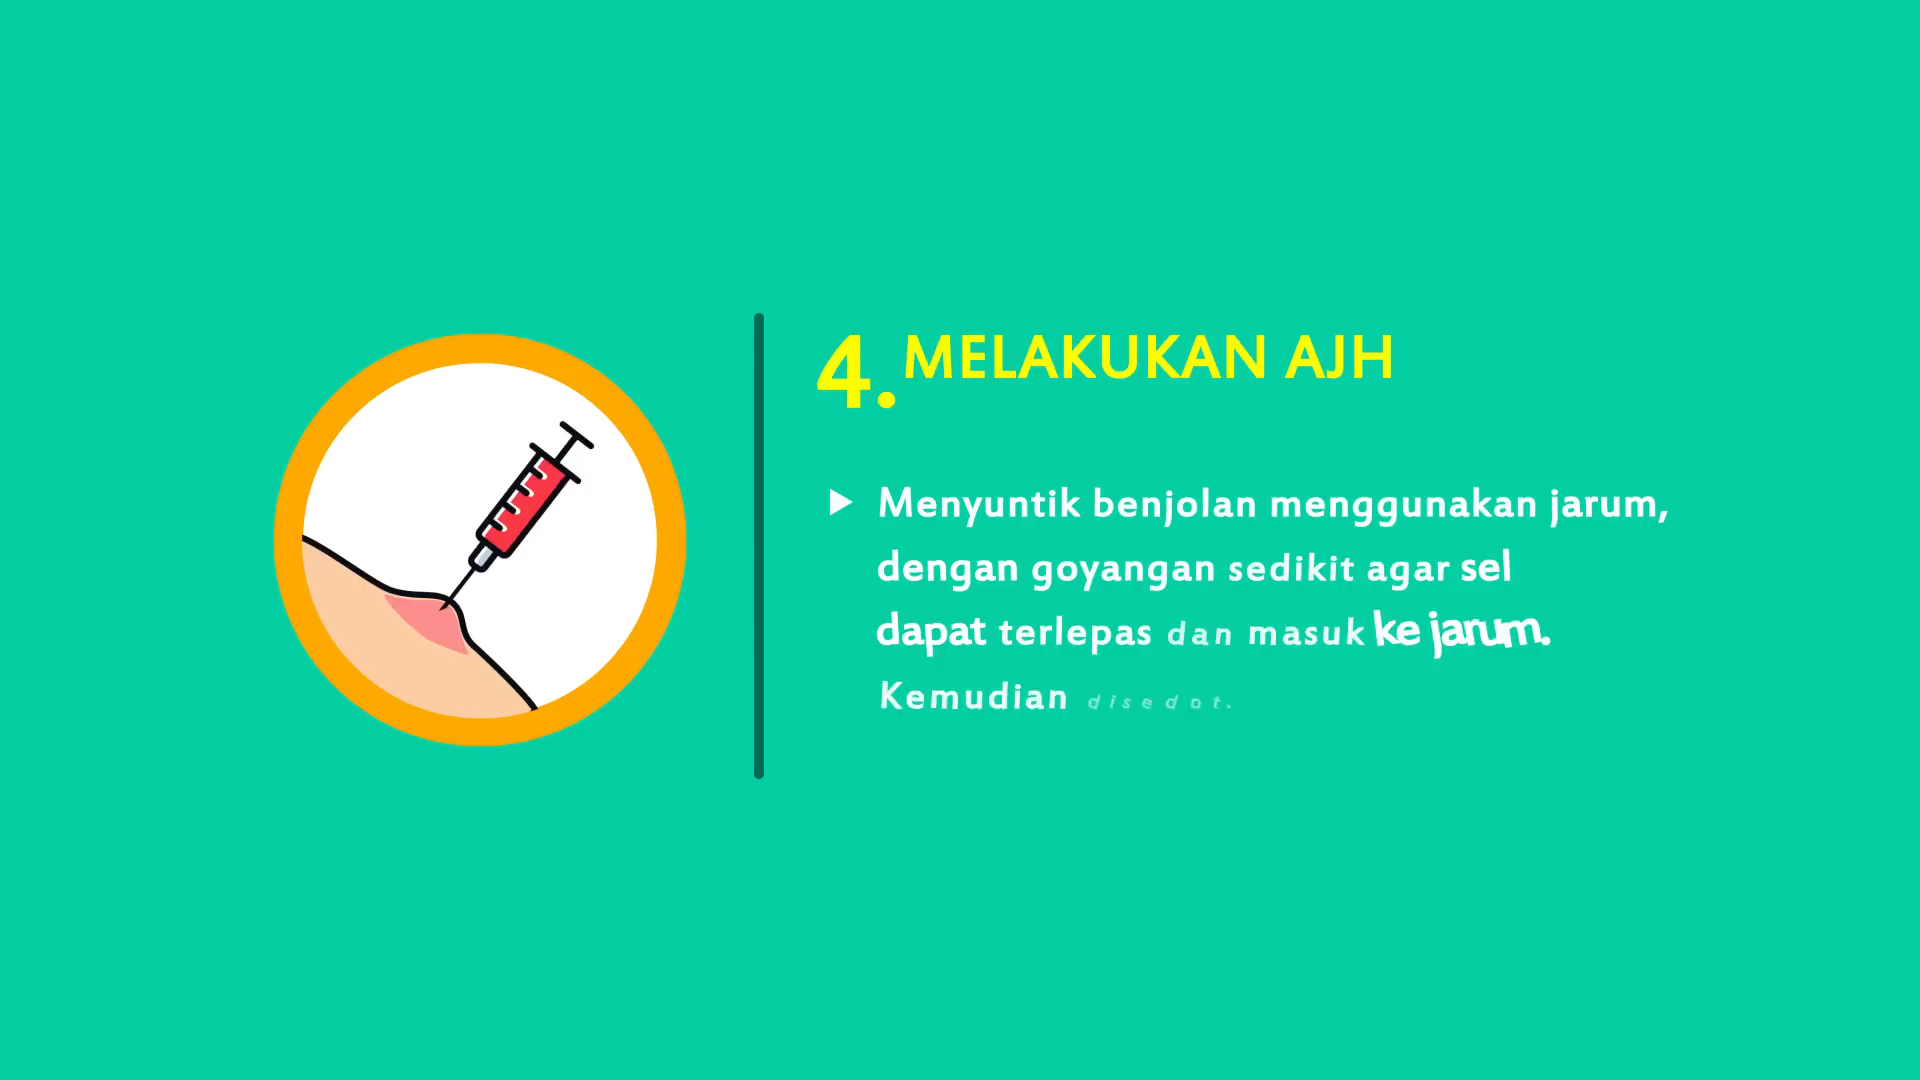 4. MELAKUKAN AJH
Menyuntik benjolan menggunakan jarum,
dengan goyangan sedikit agar sel
dapat terlepas dan masuk ke jarum.
Kemudian disedot.